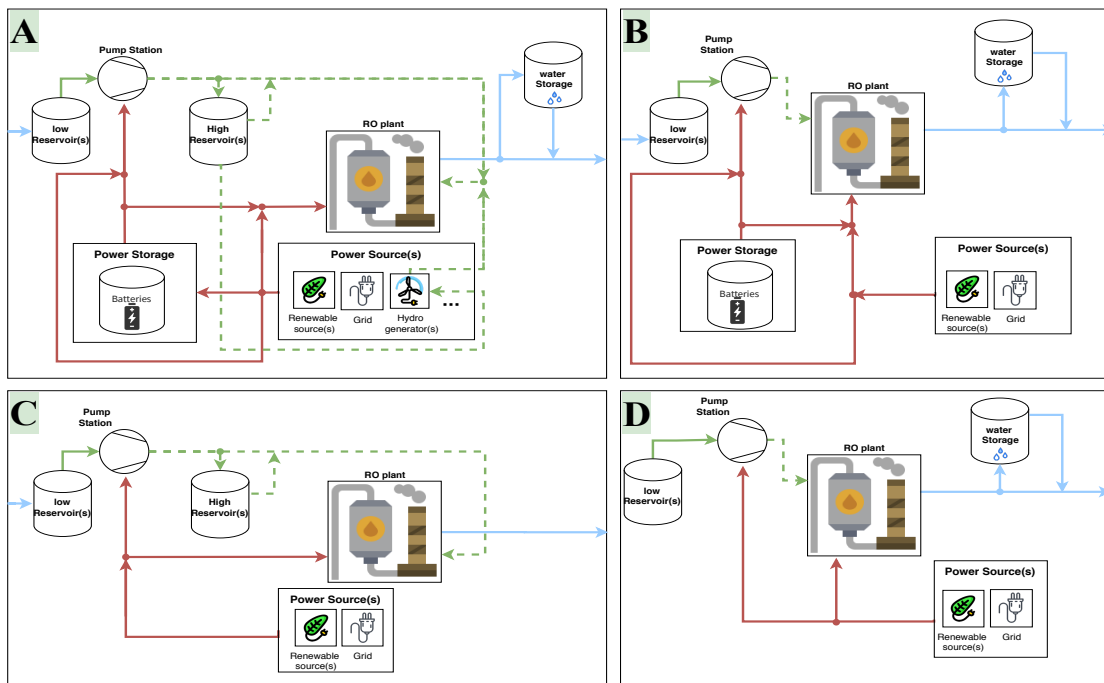 A
Pump Station
low
Reservoir(s)
High
Reservoir(s)
RO plant
water
Storage
Power Storage
Batteries
Power Source(s)
Renewable
source(s)
Grid
Hydro
generator(s)
...
B
Pump
Station
low
Reservoir(s)
RO plant
water
Storage
Power Storage
Batteries
Power Source(s)
Renewable
source(s)
Grid
C
Pump
Station
low
Reservoir(s)
High
Reservoir(s)
RO plant
Power Source(s)
Renewable
source(s)
Grid
D
Pump
Station
low
Reservoir(s)
RO plant
water
Storage
Power Source(s)
Renewable
source(s)
Grid